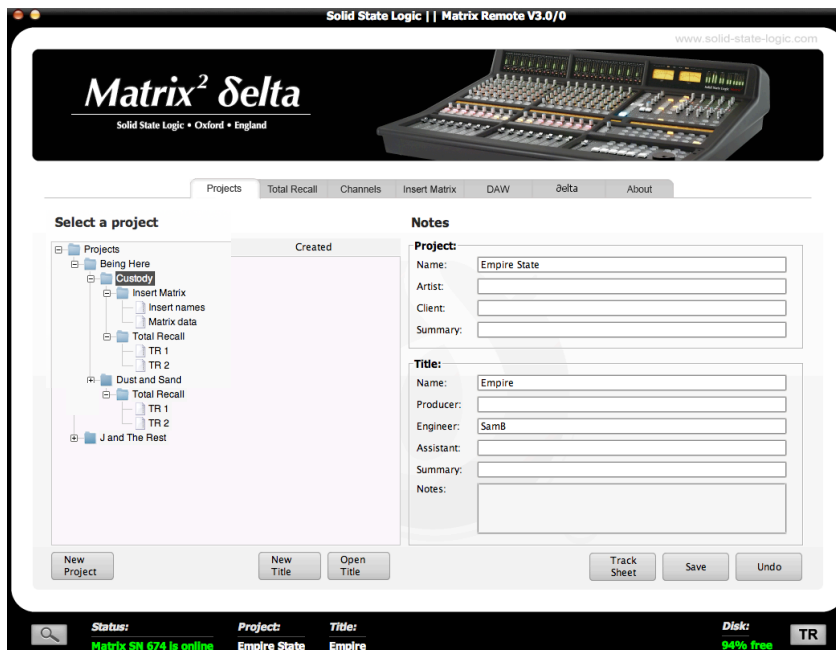 Solid State Logic || Matrix Remote V3.0/0
www.solid-state-logic.com
Matrix² δelta
Solid State Logic • Oxford • England
Projects Total Recall Channels Insert Matrix DAW ∂elta About
Select a project
Created
Projects
Being Here
Custody
Insert Matrix
Insert names
Matrix data
Total Recall
TR 1
TR 2
Dust and Sand
Total Recall
TR 1
TR 2
J and The Rest
New Project
New Title
Open Title
Notes
Project:
Name: Empire State
Artist:
Client:
Summary:
Title:
Name: Empire
Producer:
Engineer: SamB
Assistant:
Summary:
Notes:
Track Sheet
Save
Undo
Status:
Matrix SN 674 is online
Project:
Empire State
Title:
Empire
Disk:
94% free
TR